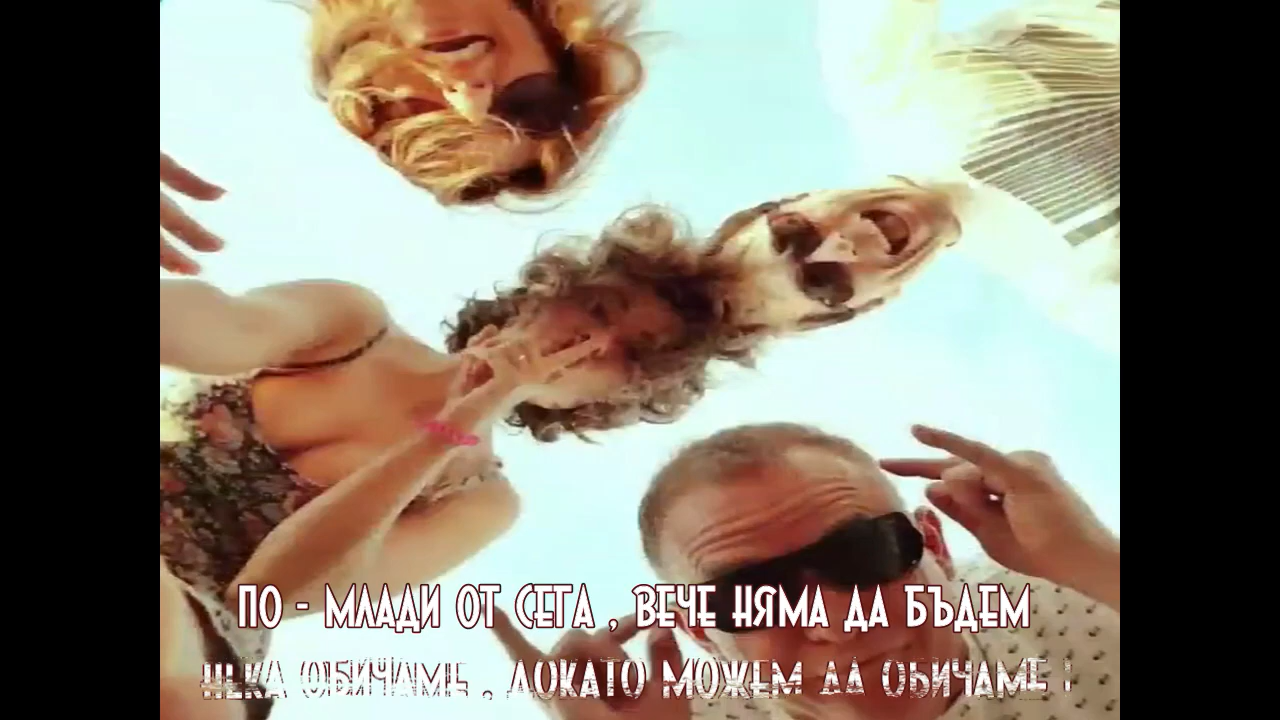 ПО - МЛАДИ ОТ СЕГА , ВЕЧЕ НЯМА ДА БЪДЕМ
НЕКА ОБИЧАМЕ , ДОКАТО МОЖЕМ ДА ОБИЧАМЕ !